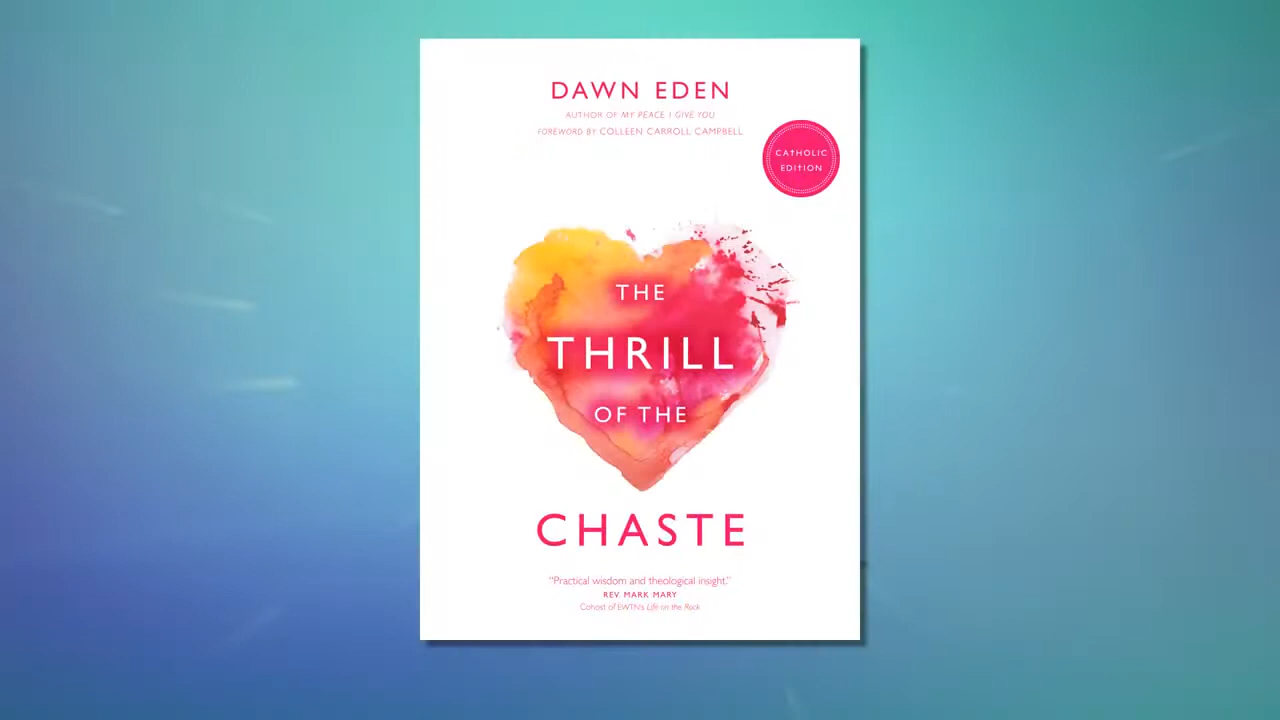 DAWN EDEN
AUTHOR OF MY PEACE I GIVE YOU
FOREWORD BY COLLEEN CARROLL CAMPBELL
CATHOLIC
EDITION
THE
THRILL
OF THE
CHASTE
“Practical wisdom and theological insight.”
REV. MARK MARY
Cohost of EWTN's Life on the Rock